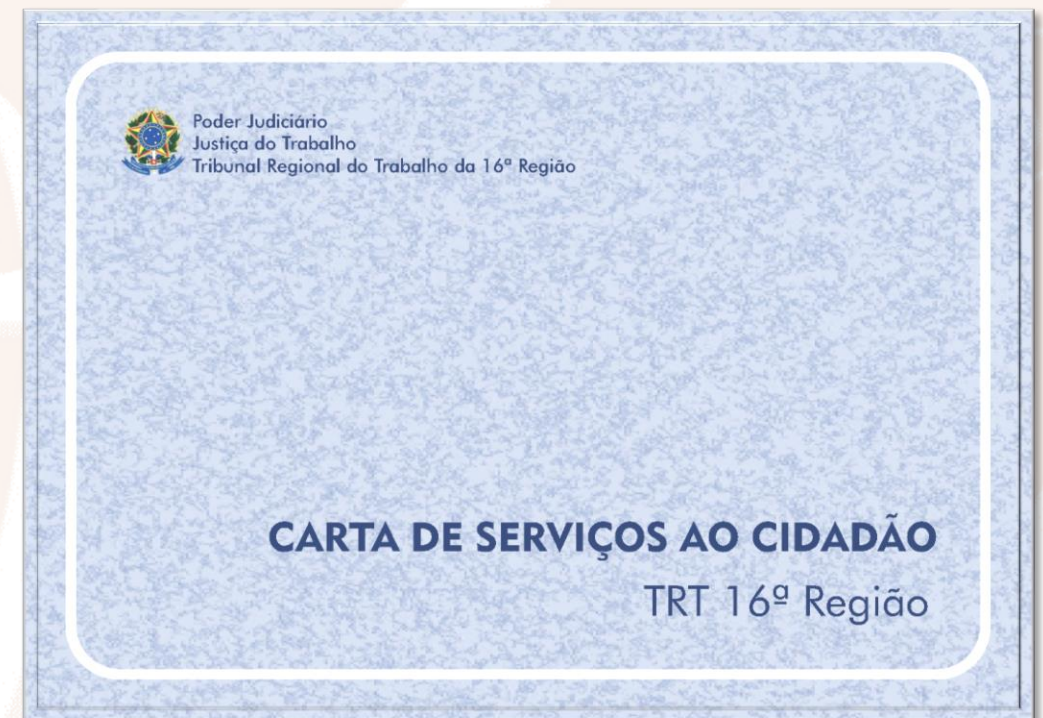 Poder Judiciário
Justiça do Trabalho
Tribunal Regional do Trabalho da 16ª Região
CARTA DE SERVIÇOS AO CIDADÃO
TRT 16ª Região